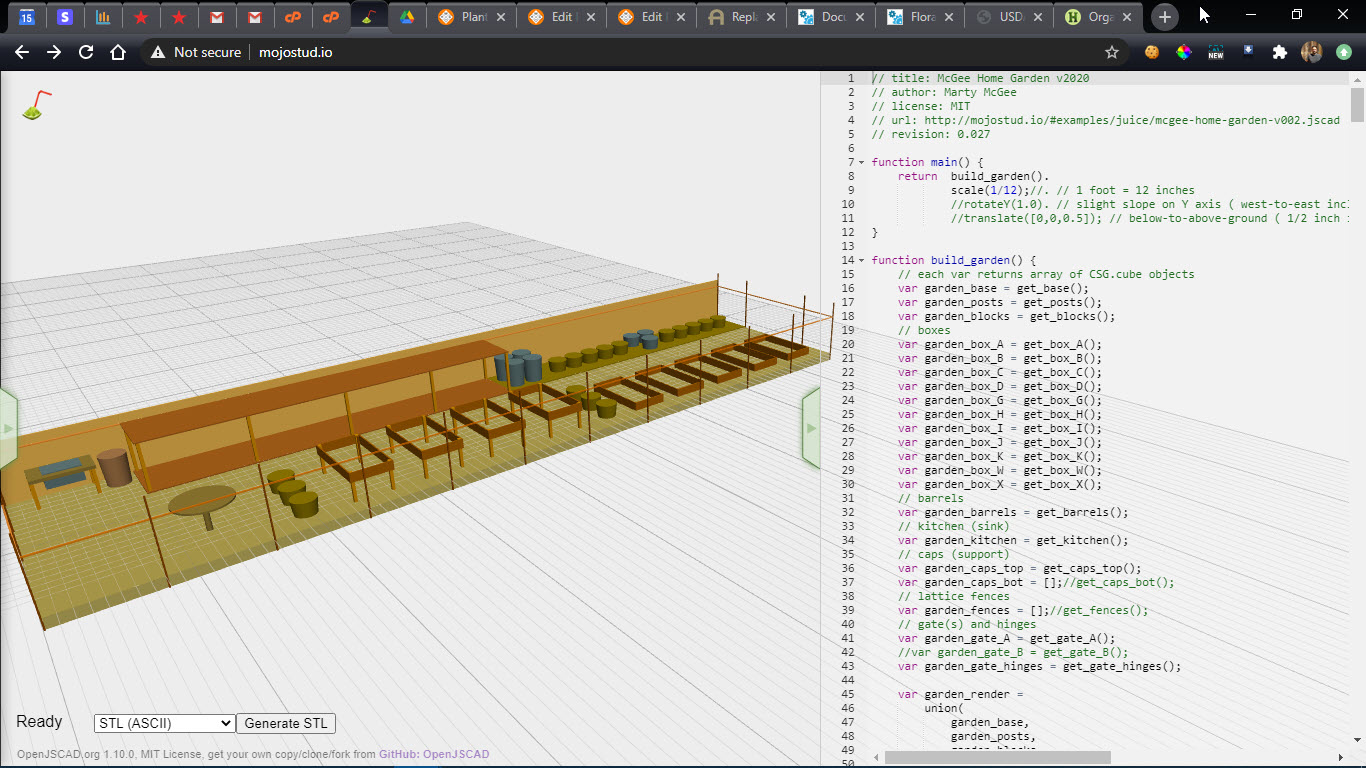 15
S
cP
cP
Plant
Edit
Edit
Repla
Docu
Flora
USDA
Orga
Not secure
mojostud.io
NEW
1 // title: McGee Home Garden v2020
2 // author: Marty McGee
3 // license: MIT
4 // url: http://mojostud.io/#examples/juice/mcgee-home-garden-v002.jscad
5 // revision: 0.027
6
7 function main() {
8 return build_garden().
9 scale(1/12);//. // 1 foot = 12 inches
10 //rotateY(1.0). // slight slope on Y axis ( west-to-east incl
11 //translate([0,0,0.5]); // below-to-above-ground ( 1/2 inch
12 }
13
14 function build_garden() {
15 // each var returns array of CSG.cube objects
16 var garden_base = get_base();
17 var garden_posts = get_posts();
18 var garden_blocks = get_blocks();
19 // boxes
20 var garden_box_A = get_box_A();
21 var garden_box_B = get_box_B();
22 var garden_box_C = get_box_C();
23 var garden_box_D = get_box_D();
24 var garden_box_G = get_box_G();
25 var garden_box_H = get_box_H();
26 var garden_box_I = get_box_I();
27 var garden_box_J = get_box_J();
28 var garden_box_K = get_box_K();
29 var garden_box_W = get_box_W();
30 var garden_box_X = get_box_X();
31 // barrels
32 var garden_barrels = get_barrels();
33 // kitchen (sink)
34 var garden_kitchen = get_kitchen();
35 // caps (support)
36 var garden_caps_top = get_caps_top();
37 var garden_caps_bot = [];//get_caps_bot();
38 // lattice fences
39 var garden_fences = [];//get_fences();
40 // gate(s) and hinges
41 var garden_gate_A = get_gate_A();
42 //var garden_gate_B = get_gate_B();
43 var garden_gate_hinges = get_gate_hinges();
44
45 var garden_render =
46 union(
47 garden_base,
48 garden_posts,
49 garden_blocks
50
Ready
STL (ASCII)
Generate STL
OpenJSCAD.org 1.10.0, MIT License, get your own copy/clone/fork from GitHub: OpenJSCAD